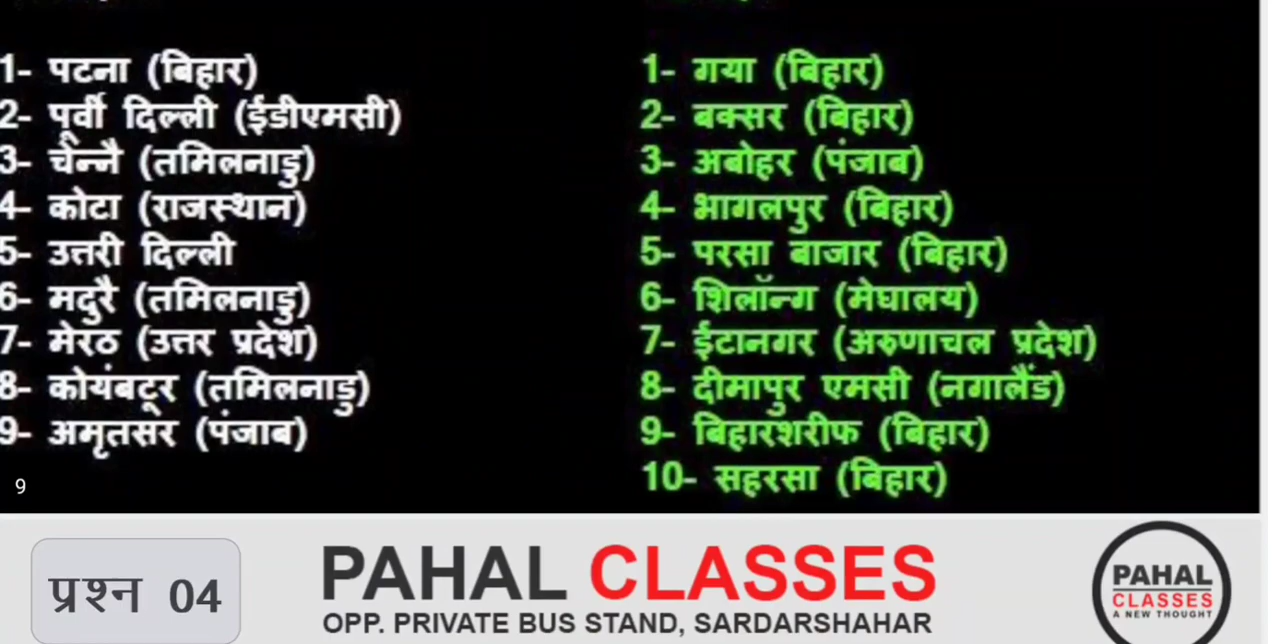 1- पटना (बिहार)
2- पूर्वी दिल्ली (ईडीएमसी)
3- चेन्नै (तमिलनाडु)
4- कोटा (राजस्थान)
5- उत्तरी दिल्ली
6- मदुरै (तमिलनाडु)
7- मेरठ (उत्तर प्रदेश)
8- कोयंबटूर (तमिलनाडु)
9- अमृतसर (पंजाब)
9
1- गया (बिहार)
2- बक्सर (बिहार)
3- अबोहर (पंजाब)
4- भागलपुर (बिहार)
5- परसा बाजार (बिहार)
6- शिलॉन्ग (मेघालय)
7- ईटानगर (अरुणाचल प्रदेश)
8- दीमापुर एमसी (नगालैंड)
9- बिहारशरीफ (बिहार)
10- सहरसा (बिहार)
प्रश्न 04
PAHAL CLASSES
OPP. PRIVATE BUS STAND, SARDARSHAHAR
PAHAL
CLASSES
A NEW THOUGHT